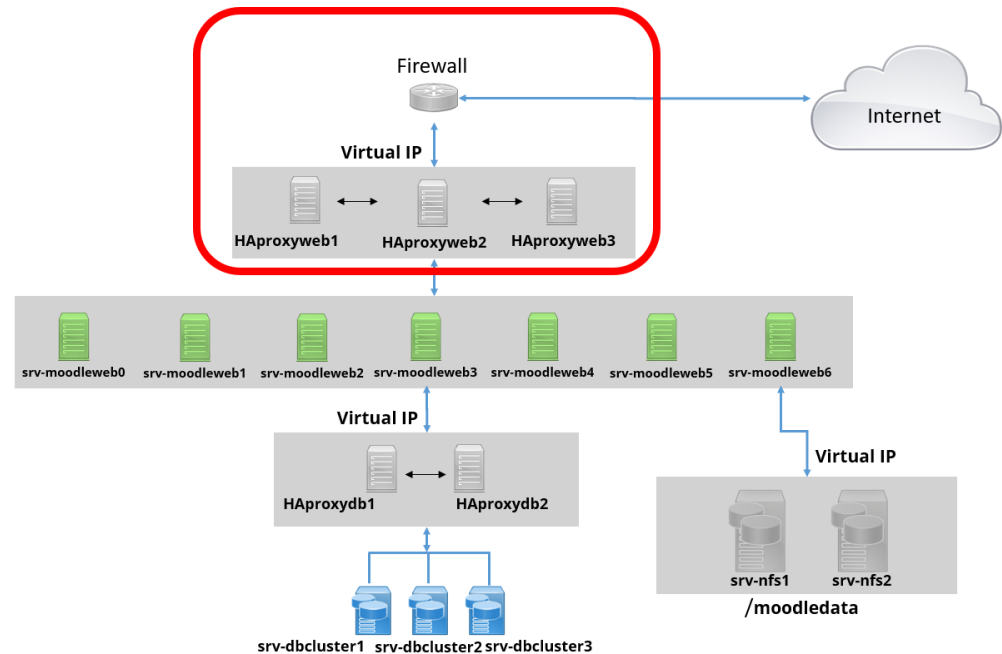 Firewall
Internet
Virtual IP
HAproxyweb1
HAproxyweb2
HAproxyweb3
srv-moodleweb0
srv-moodleweb1
srv-moodleweb2
srv-moodleweb3
srv-moodleweb4
srv-moodleweb5
srv-moodleweb6
Virtual IP
Virtual IP
HAproxydb1
HAproxydb2
srv-nfs1
srv-nfs2
/moodledata
srv-dbcluster1
srv-dbcluster2
srv-dbcluster3